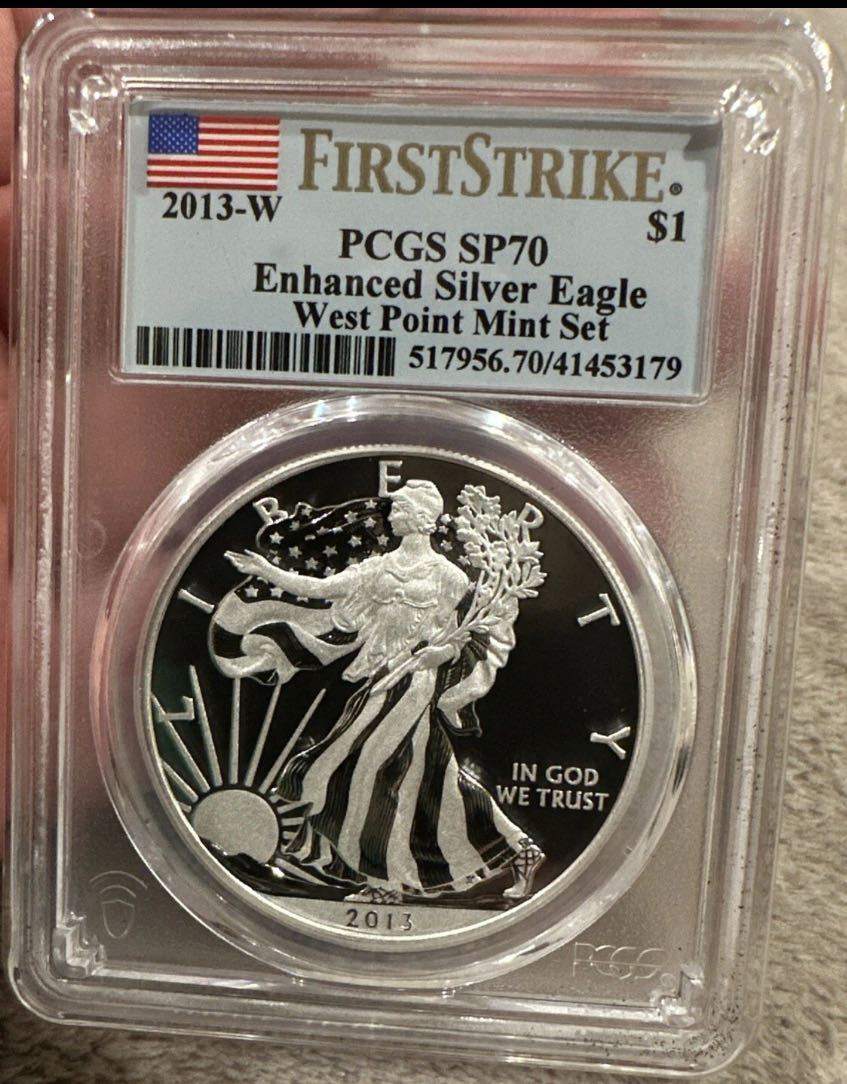 FIRSTSTRIKE®
2013-W
$1
PCGS SP70
Enhanced Silver Eagle
West Point Mint Set
517956.70/41453179
LIBERTY
IN GOD
WE TRUST
2013
PCGS